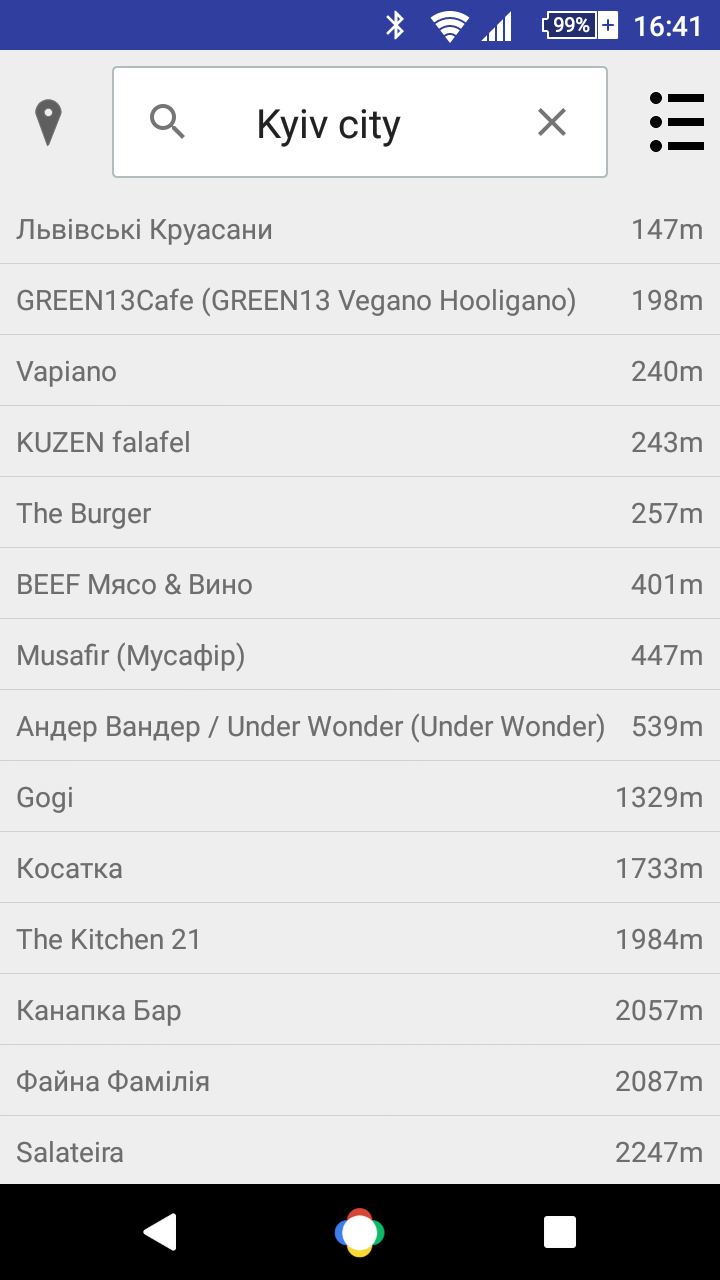 99% 16:41
Kyiv city
Львівські Круасани 147m
GREEN13Cafe (GREEN13 Vegano Hooligano) 198m
Vapiano 240m
KUZEN falafel 243m
The Burger 257m
BEEF Мясо & Вино 401m
Musafir (Мусафір) 447m
Андер Вандер / Under Wonder (Under Wonder) 539m
Gogi 1329m
Косатка 1733m
The Kitchen 21 1984m
Канапка Бар 2057m
Файна Фамілія 2087m
Salateira 2247m